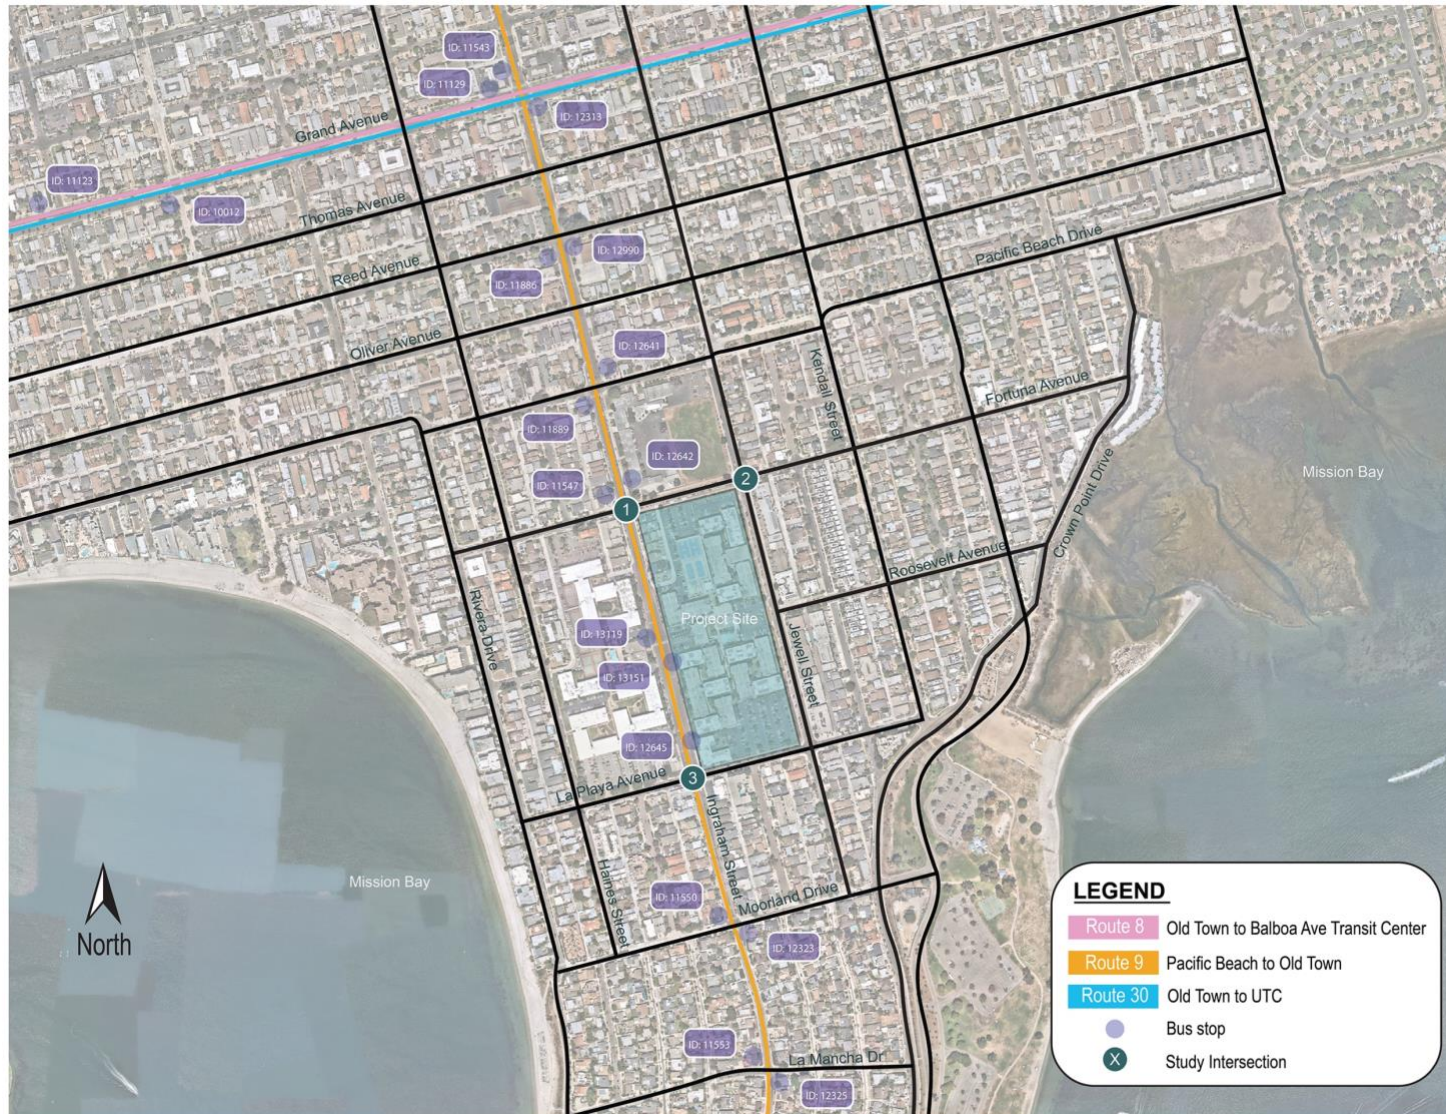 ID: 11543
ID: 11129
ID: 12313
Grand Avenue
ID: 11123
ID: 10012
Thomas Avenue
ID: 12990
Reed Avenue
ID: 11886
Pacific Beach Drive
Oliver Avenue
ID: 12641
Kendall Street
Fortuna Avenue
ID: 11889
ID: 12642
Mission Bay
ID: 11547
2
1
Crown Point Drive
Roosevelt Avenue
Rivera Drive
Project Site
ID: 13119
Jewell Street
ID: 13151
ID: 12645
3
La Playa Avenue
Ingraham Street
Mission Bay
Haines Street
ID: 11550
Moorland Drive
ID: 12323
North
ID: 11553
La Mancha Dr
ID: 12325
LEGEND
Route 8 Old Town to Balboa Ave Transit Center
Route 9 Pacific Beach to Old Town
Route 30 Old Town to UTC
Bus stop
X Study Intersection